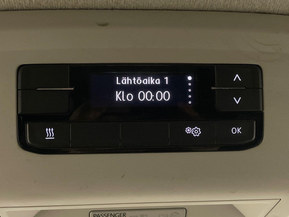 Lähtöaika 1
Klo 00:00
OK
PASSENGER